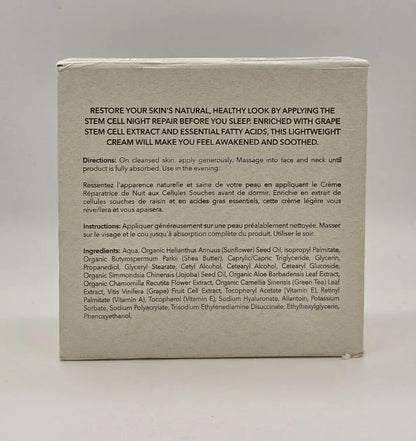 RESTORE YOUR SKIN'S NATURAL, HEALTHY LOOK BY APPLYING THE
STEM CELL NIGHT REPAIR BEFORE YOU SLEEP. ENRICHED WITH GRAPE
STEM CELL EXTRACT AND ESSENTIAL FATTY ACIDS, THIS LIGHTWEIGHT
CREAM WILL MAKE YOU FEEL AWAKENED AND SOOTHED.
Directions: On cleansed skin, apply generously. Massage into face and neck until
product is fully absorbed. Use in the evening.
Ressentez l'apparence naturelle et saine de votre peau en appliquant le Crème
Réparatrice de Nuit aux Cellules Souches avant de dormir. Enrichie en extrait de
cellules souches de raisin et en acides gras essentiels, cette crème légère vous
réveillera et vous apaisera.
Instructions: Appliquer généreusement sur une peau préalablement nettoyée. Masser
sur le visage et le cou jusqu'à absorption complète du produit. Utiliser le soir.
Ingredients: Aqua, Organic Helianthus Annuus (Sunflower) Seed Oil, Isopropyl Palmitate,
Organic Butyrospermum Parkii (Shea Butter), Caprylic/Capric Triglyceride, Glycerin,
Propanediol, Glyceryl Stearate, Cetyl Alcohol, Cetearyl Alcohol, Cetearyl Glucoside,
Organic Simmondsia Chinensis (Jojoba) Seed Oil, Organic Aloe Barbadensis Leaf Extract,
Organic Chamomilla Recutita Flower Extract, Organic Camellia Sinensis (Green Tea) Leaf
Extract, Vitis Vinifera (Grape) Fruit Cell Extract, Tocopheryl Acetate (Vitamin E), Retinyl
Palmitate (Vitamin A), Tocopherol (Vitamin E), Sodium Hyaluronate, Allantoin, Potassium
Sorbate, Sodium Polyacrylate, Trisodium Ethylenediamine Disuccinate, Ethylhexylglycerin,
Phenoxyethanol.